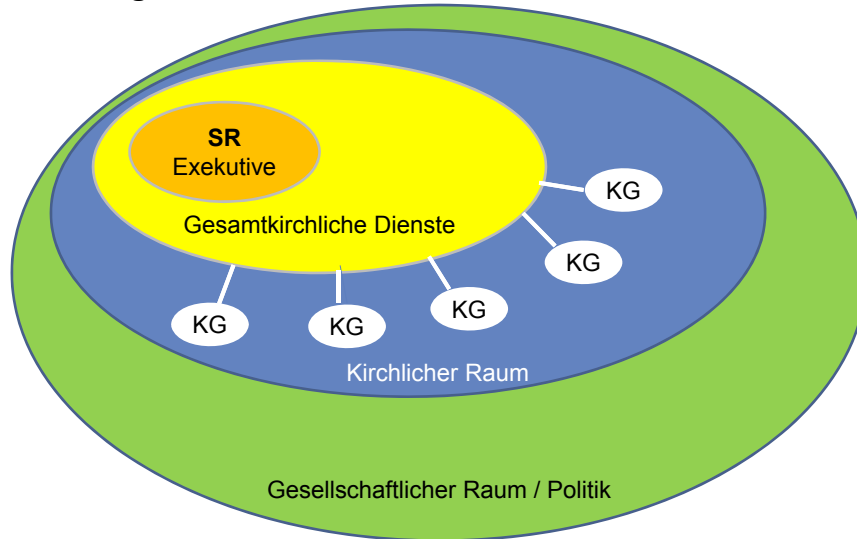 SR
Exekutive
KG
Gesamtkirchliche Dienste
KG
KG
KG
KG
Kirchlicher Raum
Gesellschaftlicher Raum / Politik